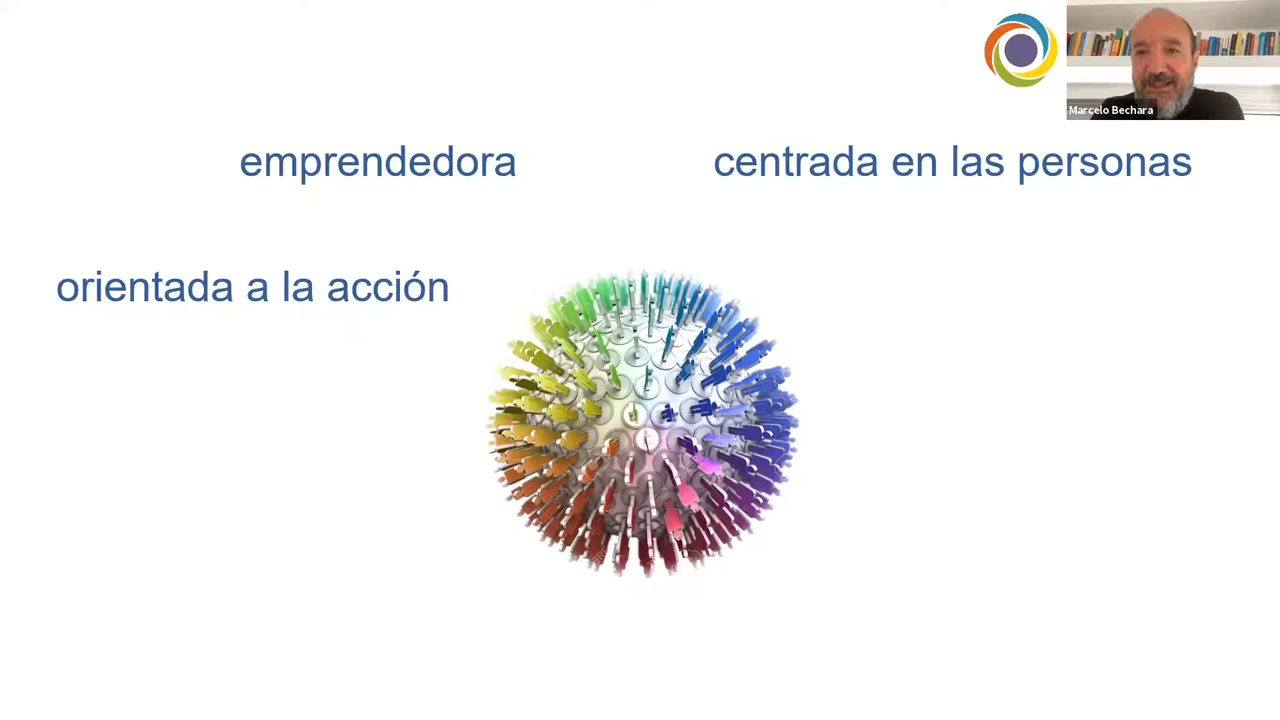 Marcelo Bechara
emprendedora
centrada en las personas
orientada a la acción